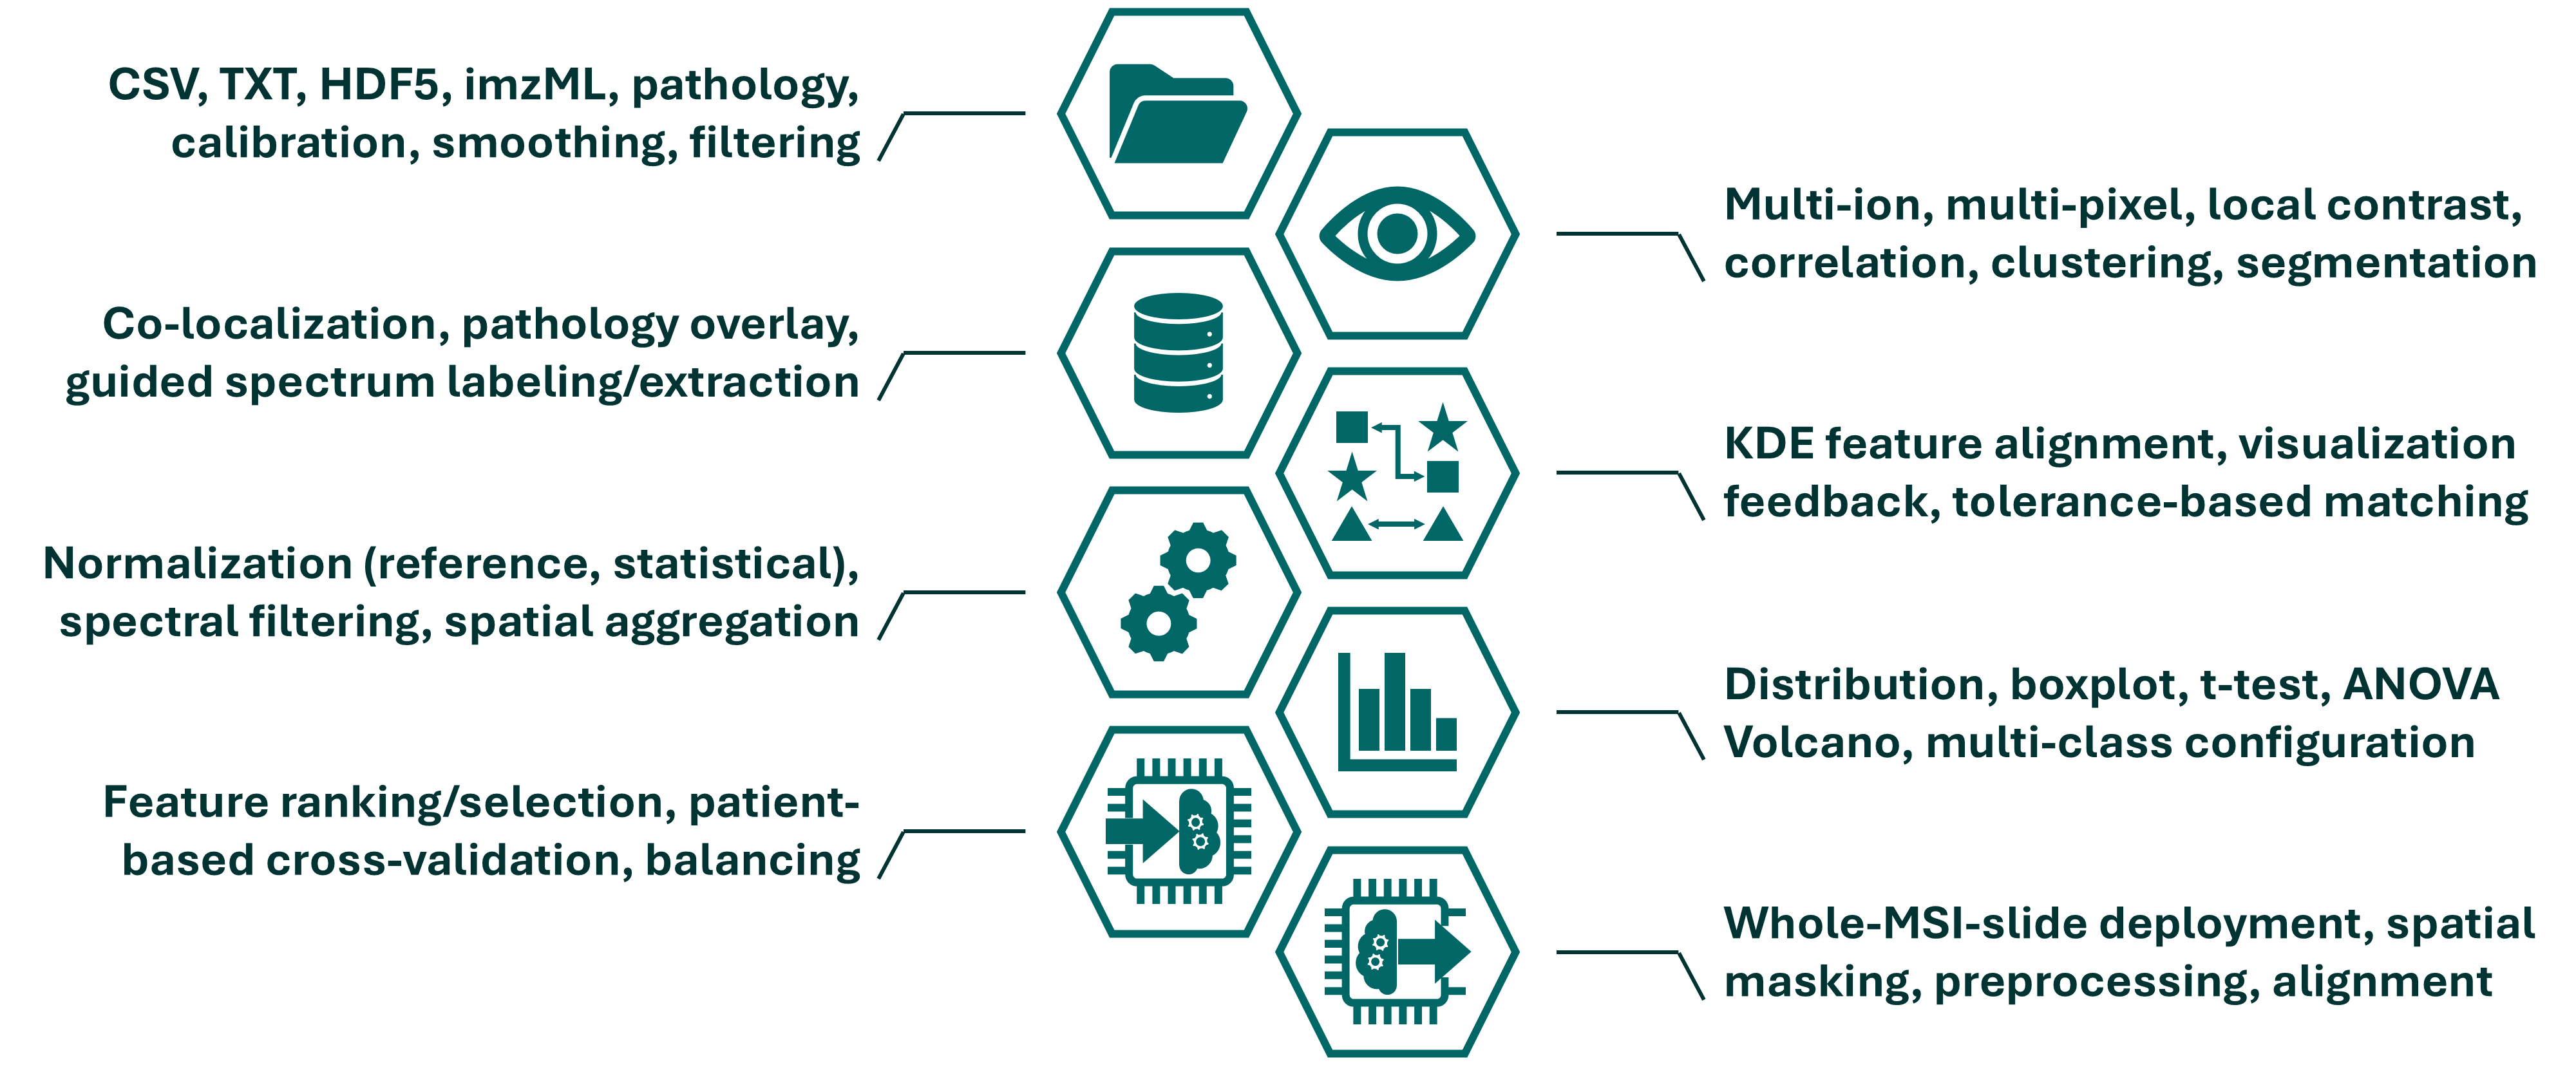 CSV, TXT, HDF5, imzML, pathology,
calibration, smoothing, filtering
Multi-ion, multi-pixel, local contrast,
correlation, clustering, segmentation
Co-localization, pathology overlay,
guided spectrum labeling/extraction
KDE feature alignment, visualization
feedback, tolerance-based matching
Normalization (reference, statistical),
spectral filtering, spatial aggregation
Distribution, boxplot, t-test, ANOVA
Volcano, multi-class configuration
Feature ranking/selection, patient-
based cross-validation, balancing
Whole-MSI-slide deployment, spatial
masking, preprocessing, alignment